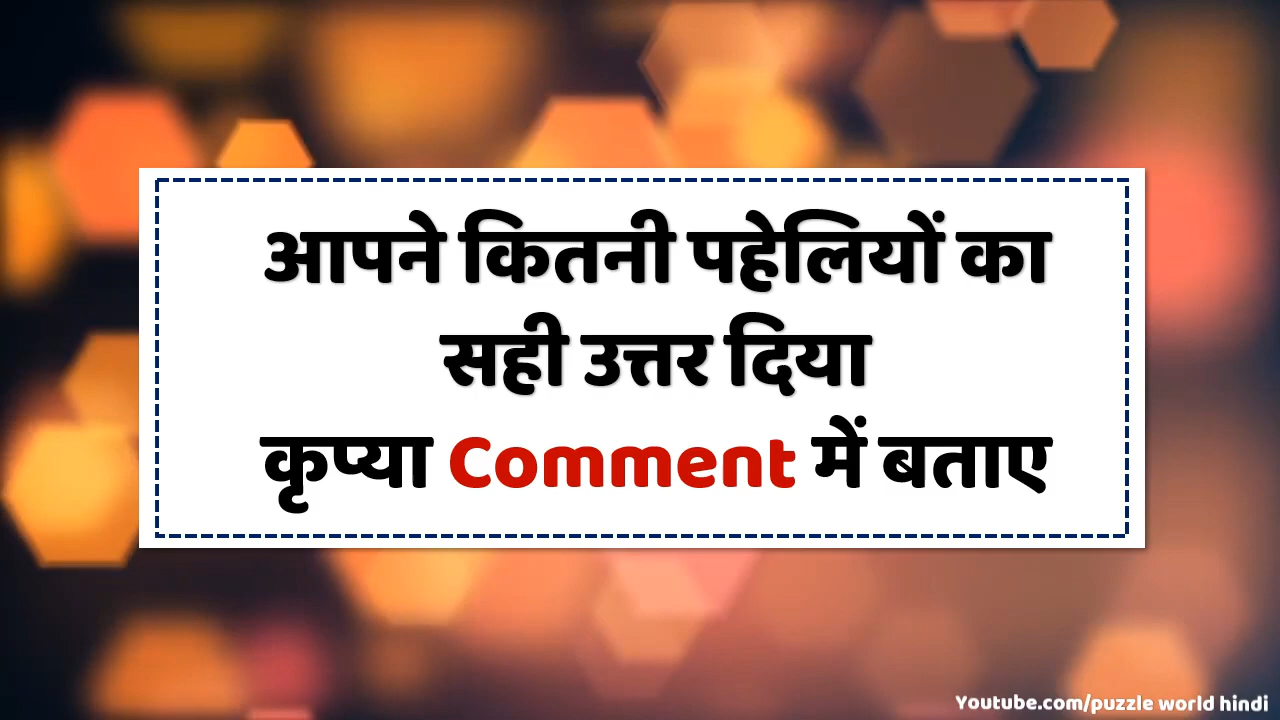 आपने कितनी पहेलियों का
सही उत्तर दिया
कृप्या Comment में बताए
Youtube.com/puzzle world hindi